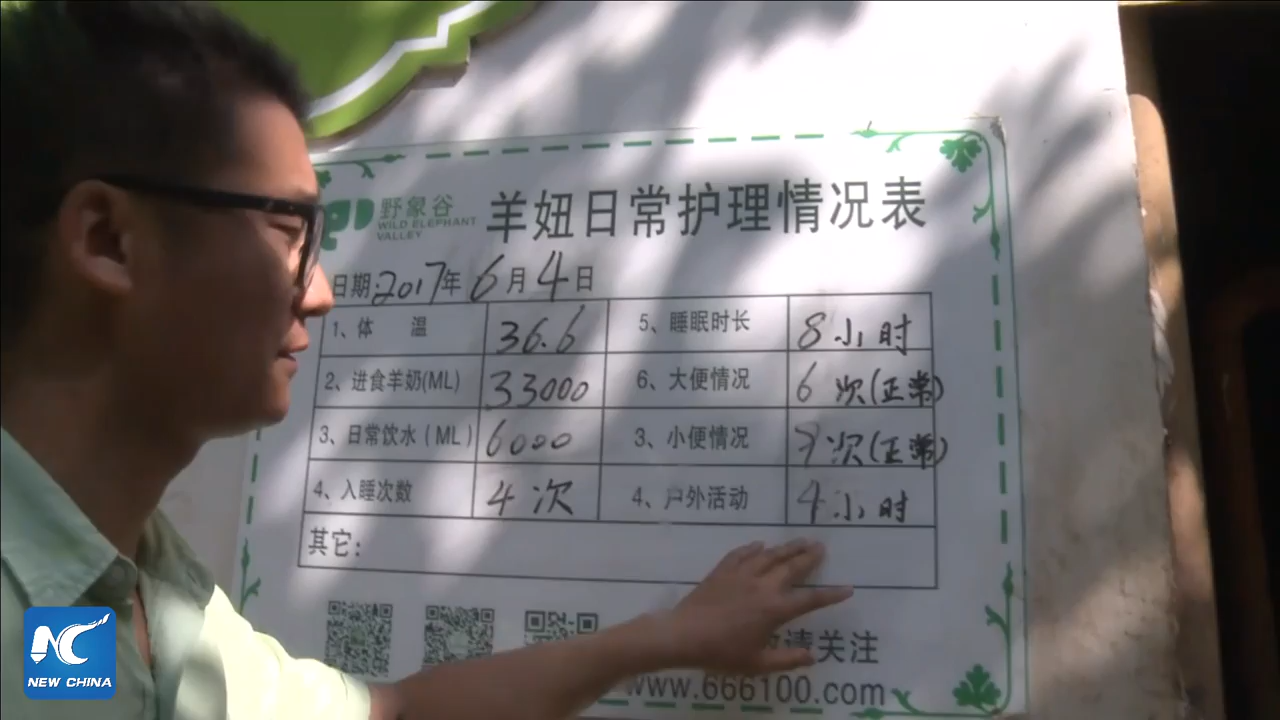 野象谷
WILD ELEPHANT
VALLEY
羊妞日常护理情况表
日期:2017年6月4日
1、体 温 36.6 5、睡眠时长 8小时
2、进食羊奶(ML) 33000 6、大便情况 6次(正常)
3、日常饮水(ML) 6000 3、小便情况 次(正常)
4、入睡次数 4次 4、户外活动 4小时
其它:
请关注
www.666100.com
NEW CHINA